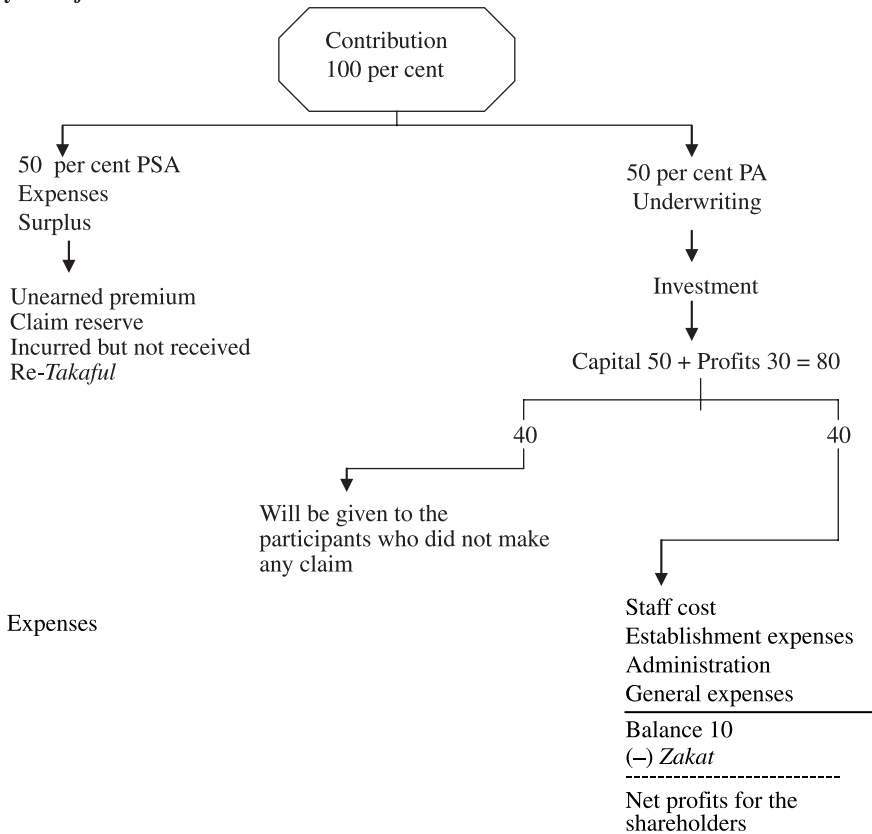 Contribution
100 per cent
50 per cent PSA
Expenses
Surplus
Unearned premium
Claim reserve
Incurred but not received
Re-Takaful
50 per cent PA
Underwriting
Investment
Capital 50 + Profits 30 = 80
40
40
Will be given to the
participants who did not make
any claim
Expenses
Staff cost
Establishment expenses
Administration
General expenses
Balance 10
(–) Zakat
Net profits for the
shareholders